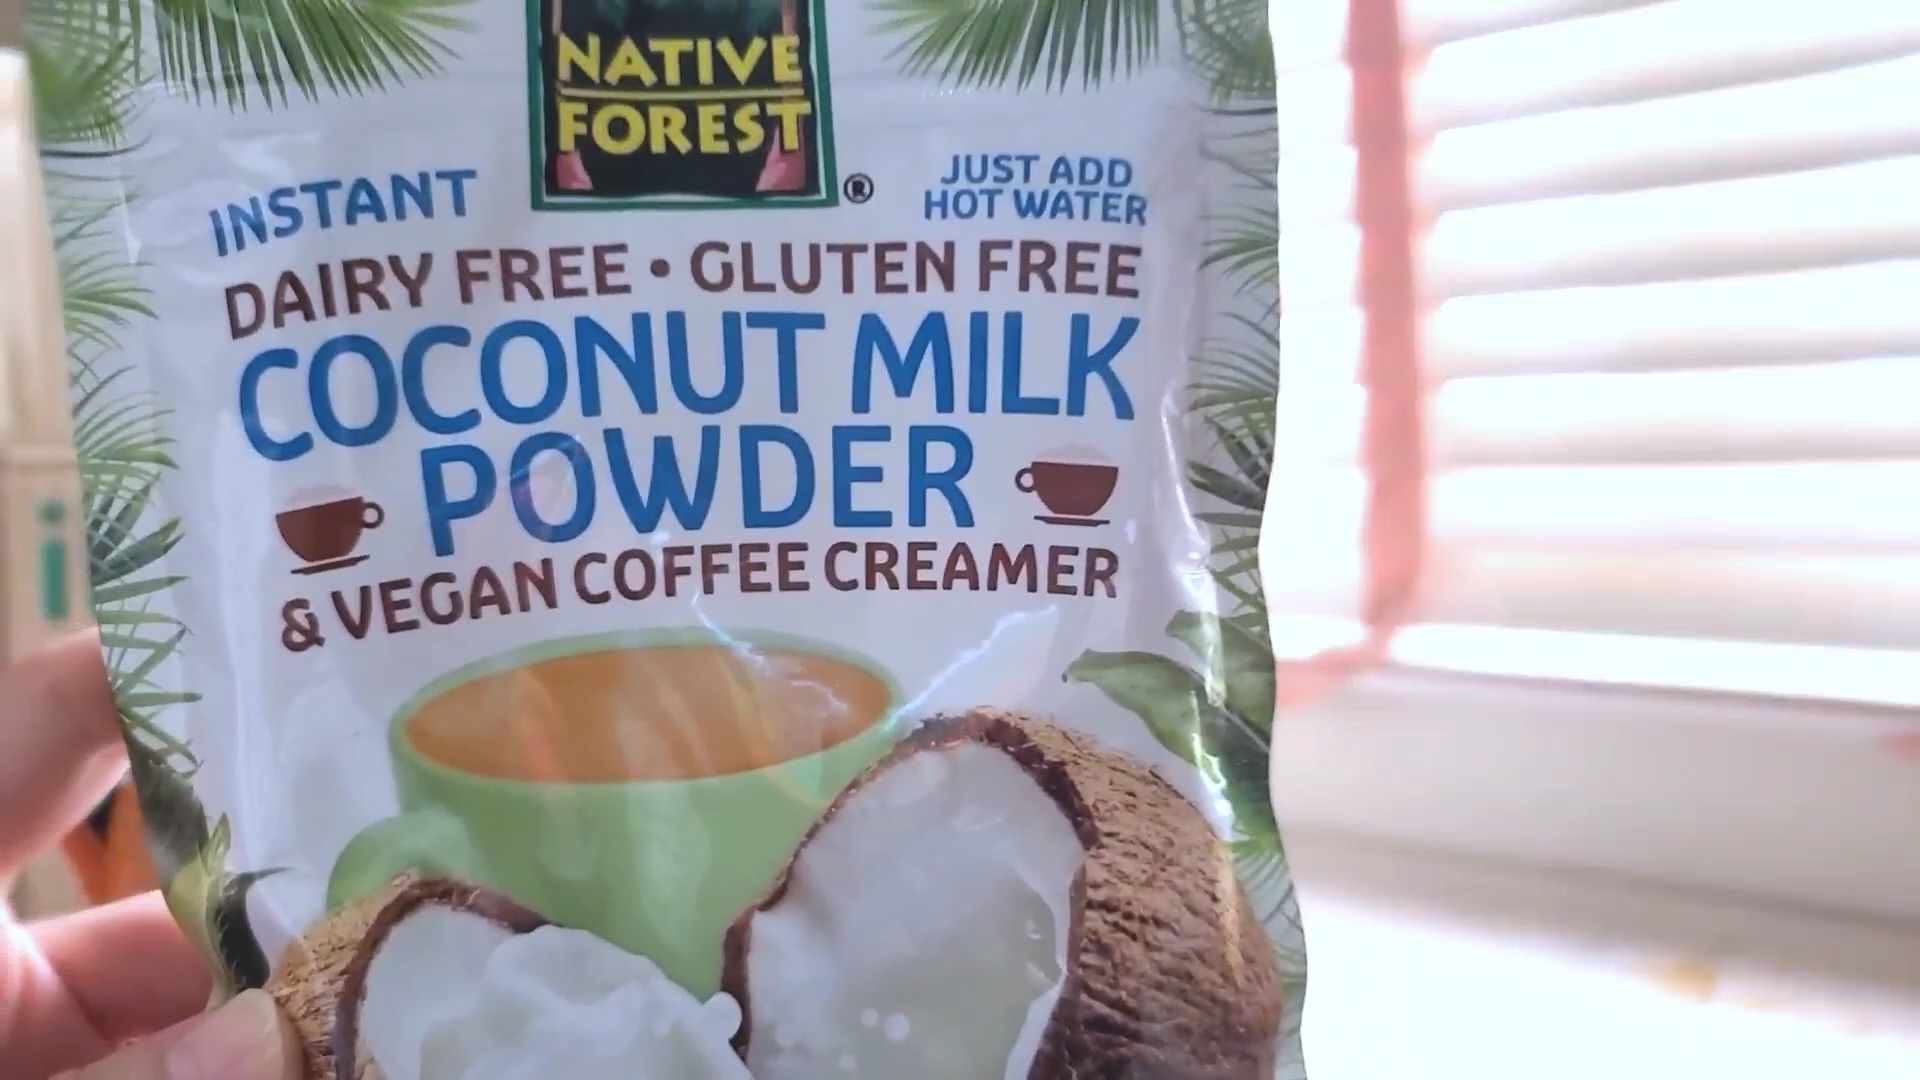 NATIVE
FOREST
®
INSTANT
JUST ADD
HOT WATER
DAIRY FREE • GLUTEN FREE
COCONUT MILK
POWDER
& VEGAN COFFEE CREAMER
i